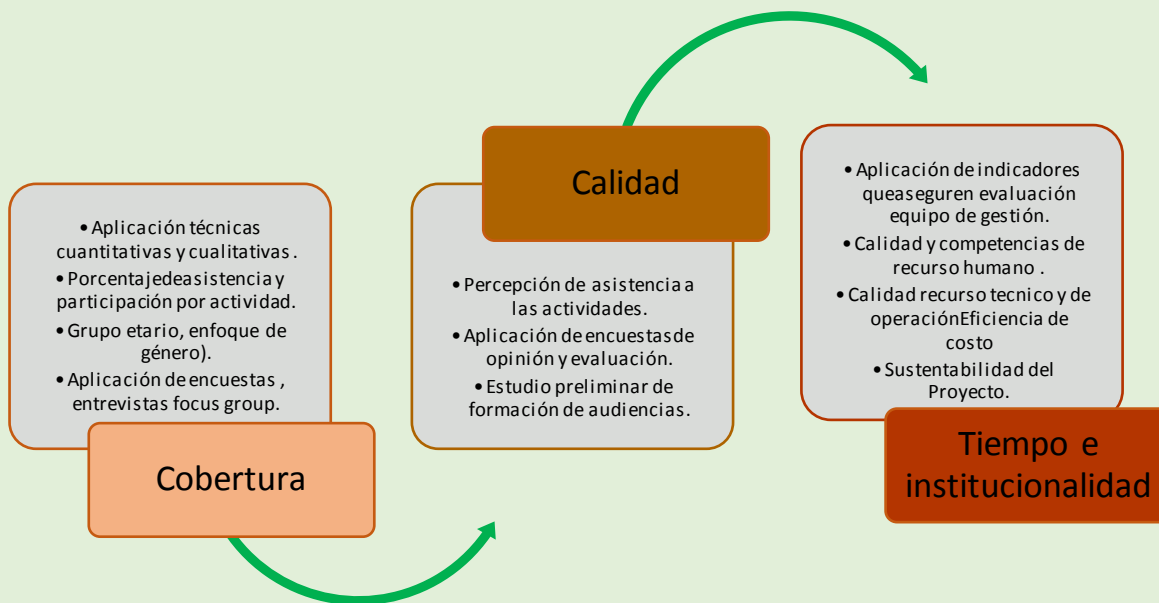 • Aplicación técnicas
cuantitativas y cualitativas .
• Porcentajedeasistencia y
participación por actividad.
• Grupo etario, enfoque de
género).
• Aplicación de encuestas ,
entrevistas focus group.
Cobertura
Calidad
• Percepción de asistencia a
las actividades.
• Aplicación de encuestas de
opinión y evaluación.
• Estudio preliminar de
formación de audiencias.
• Aplicación de indicadores
queaseguren evaluación
equipo de gestión.
• Calidad y competencias de
recurso humano .
• Calidad recurso tecnico y de
operaciónEficiencia de
costo
• Sustentabilidad del
Proyecto.
Tiempo e
institucionalidad